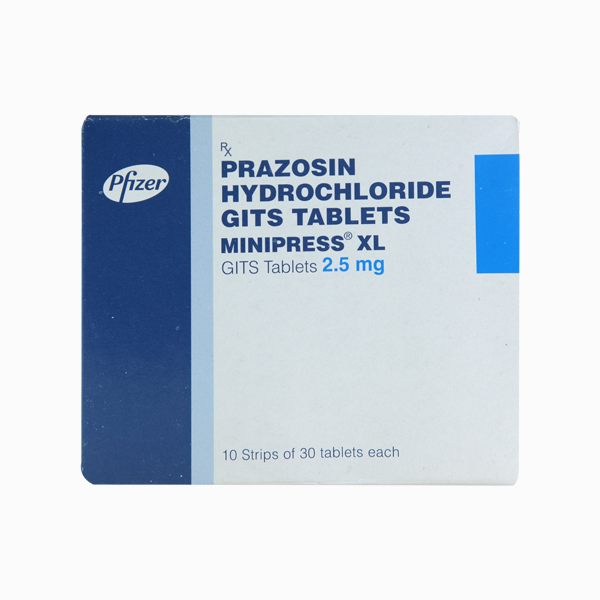 Pfizer
Rx
PRAZOSIN
HYDROCHLORIDE
GITS TABLETS
MINIPRESS® XL
GITS Tablets 2.5 mg
10 Strips of 30 tablets each